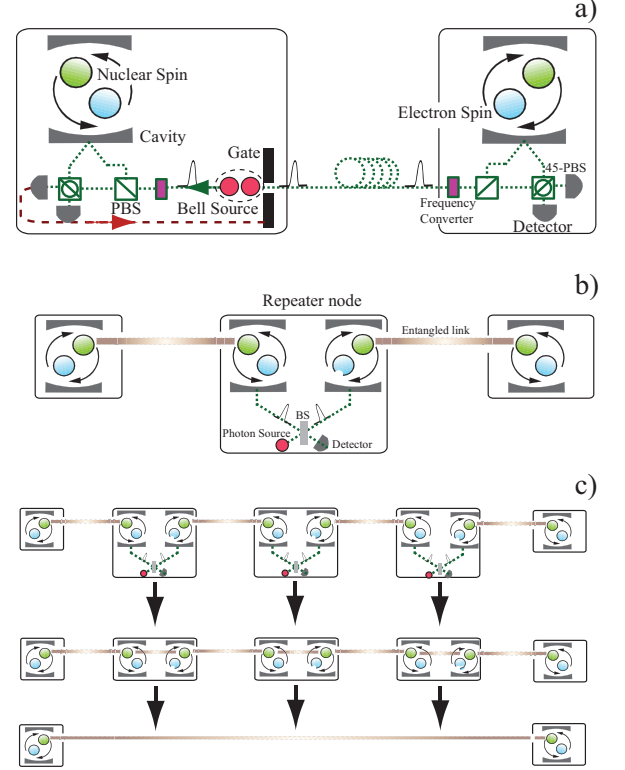 a)
Nuclear Spin
Electron Spin
Cavity
Gate
45-PBS
PBS
Bell Source
Frequency
Converter
Detector
b)
Repeater node
Entangled link
BS
Photon Source
Detector
c)